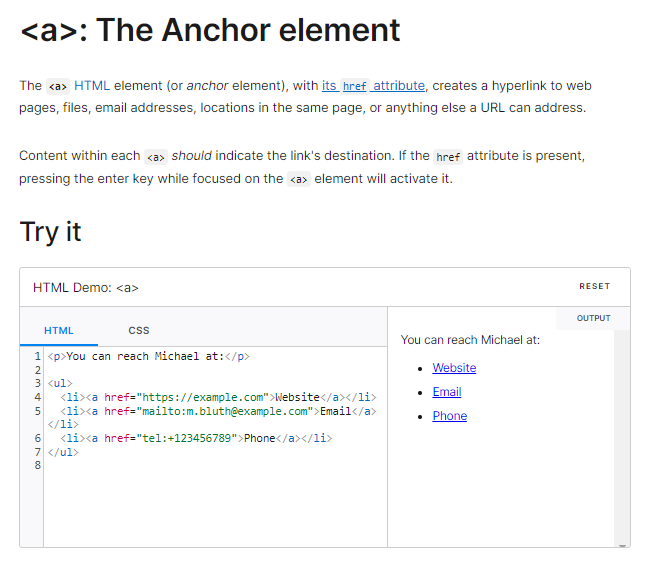 <a>: The Anchor element
The <a> HTML element (or anchor element), with its href attribute, creates a hyperlink to web
pages, files, email addresses, locations in the same page, or anything else a URL can address.
Content within each <a> should indicate the link's destination. If the href attribute is present,
pressing the enter key while focused on the <a> element will activate it.
Try it
HTML Demo: <a>
RESET
HTML CSS
1 <p>You can reach Michael at:</p>
2
3 <ul>
4 <li><a href="https://example.com">Website</a></li>
5 <li><a href="mailto:m.bluth@example.com">Email</a>
</li>
6 <li><a href="tel:+123456789">Phone</a></li>
7 </ul>
8
OUTPUT
You can reach Michael at:
• Website
• Email
• Phone